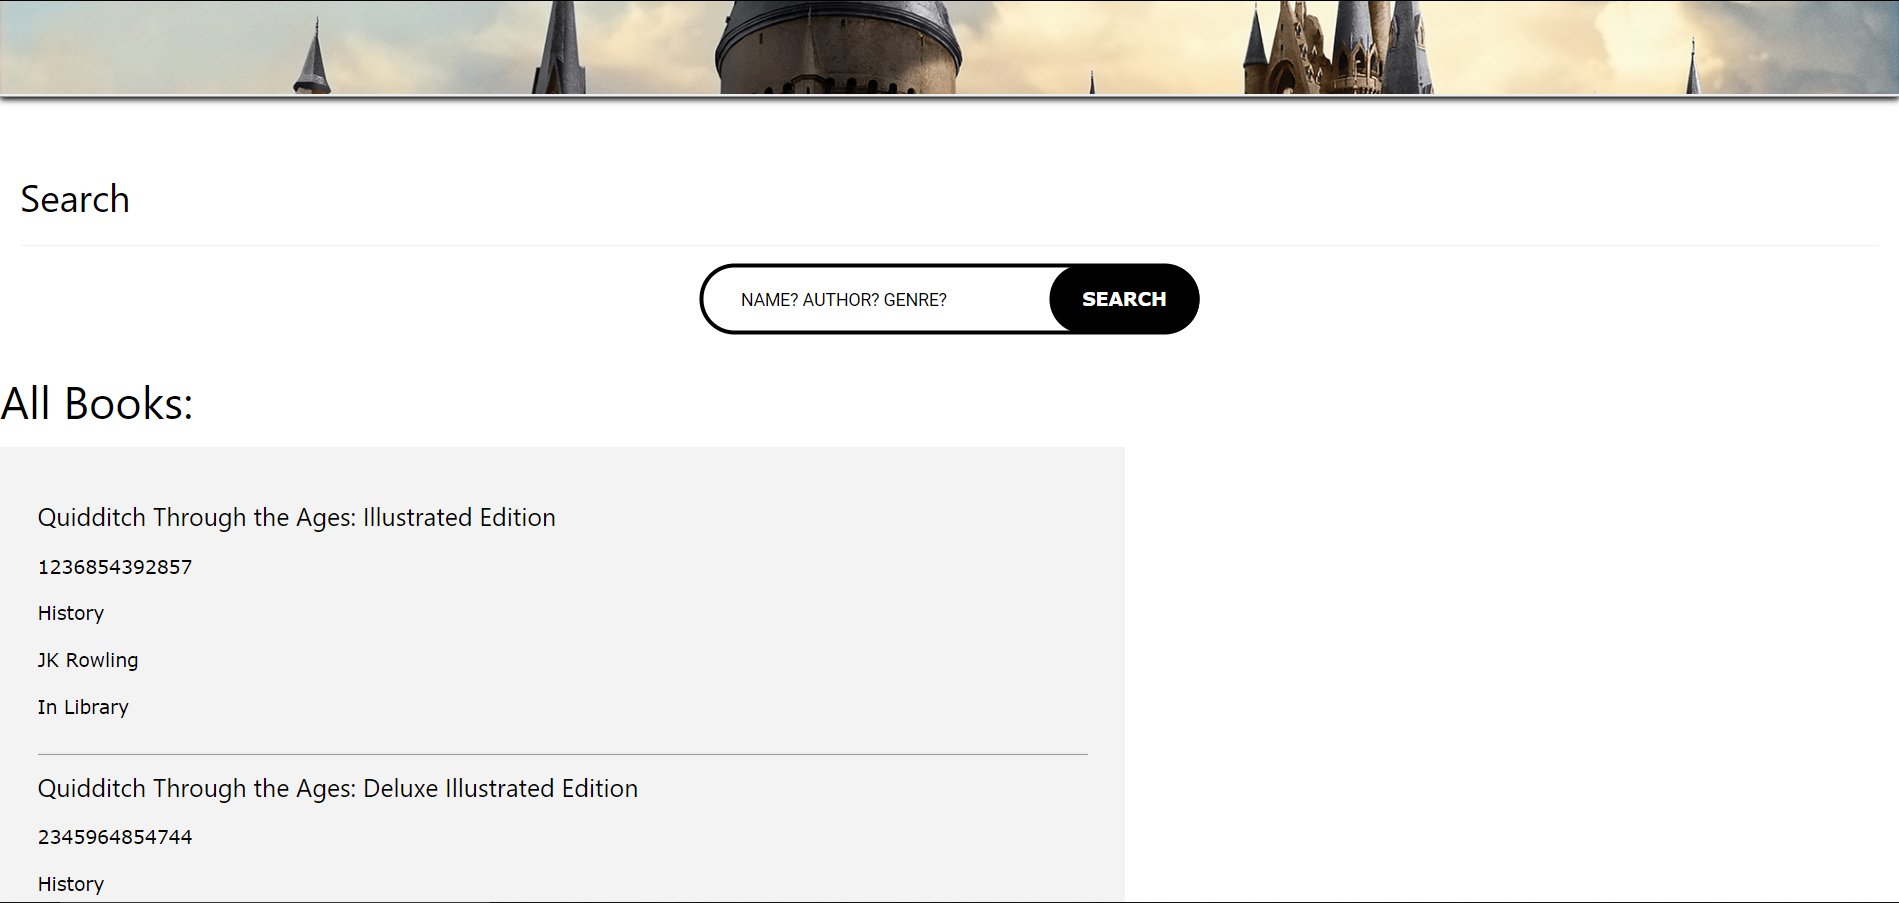 Search
NAME? AUTHOR? GENRE?
SEARCH
All Books:
Quidditch Through the Ages: Illustrated Edition
1236854392857
History
JK Rowling
In Library
Quidditch Through the Ages: Deluxe Illustrated Edition
2345964854744
History